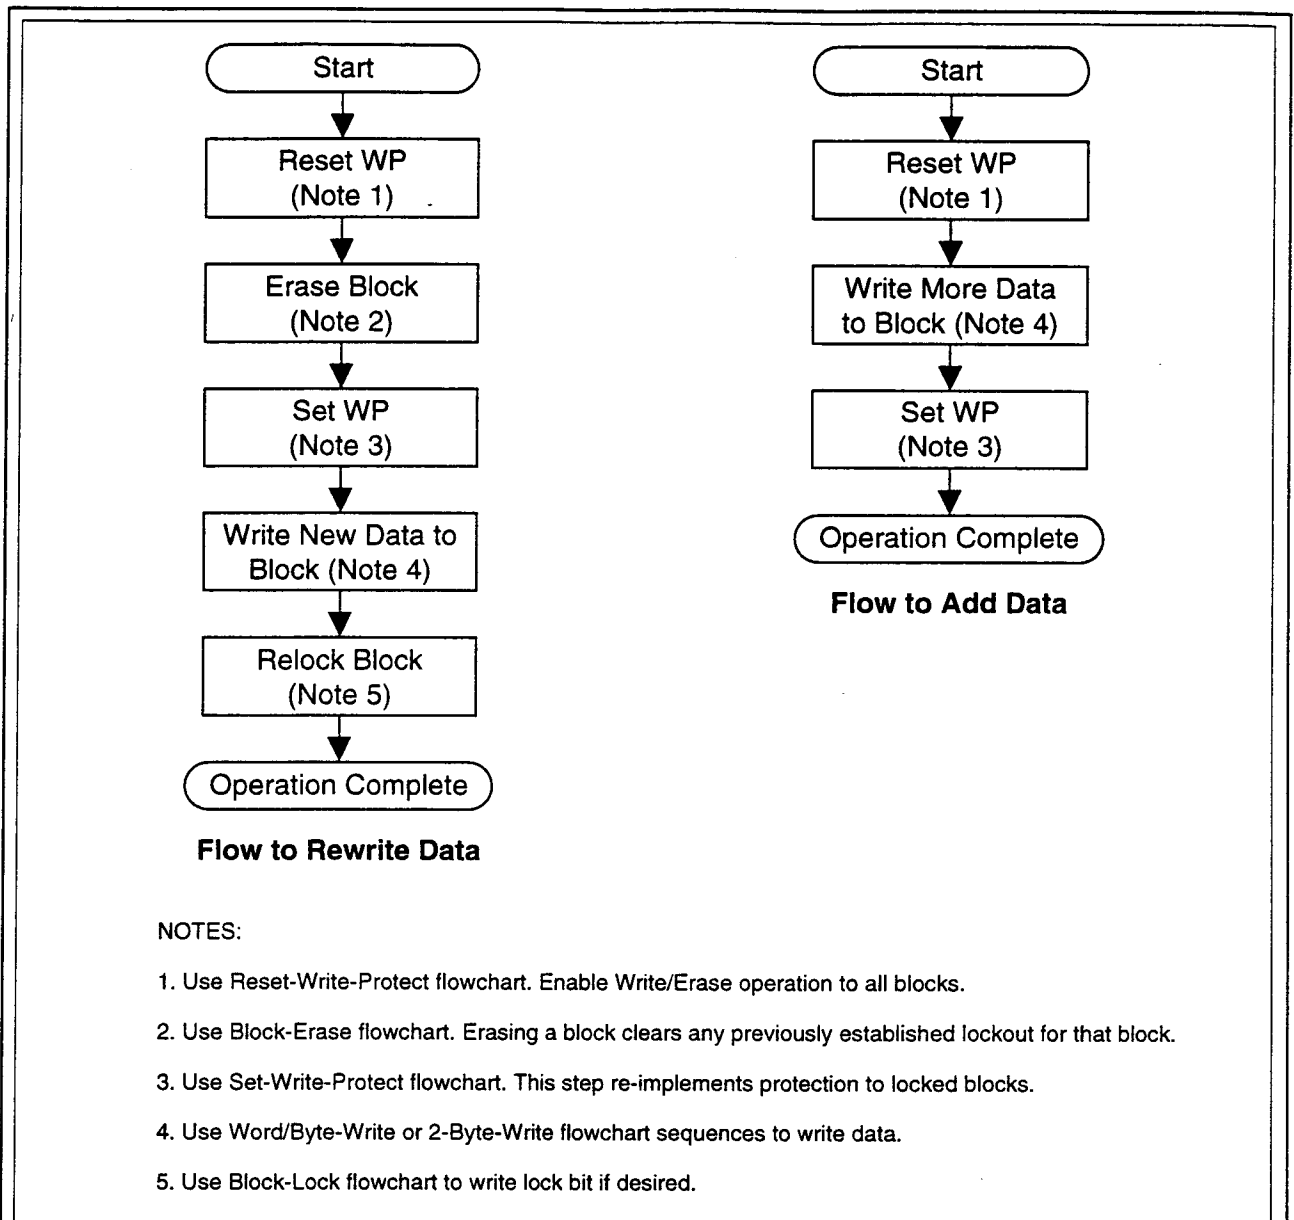 Start
Reset WP
(Note 1)
Erase Block
(Note 2)
Set WP
(Note 3)
Write New Data to
Block (Note 4)
Relock Block
(Note 5)
Operation Complete
Flow to Rewrite Data
Start
Reset WP
(Note 1)
Write More Data
to Block (Note 4)
Set WP
(Note 3)
Operation Complete
Flow to Add Data
NOTES:
1. Use Reset-Write-Protect flowchart. Enable Write/Erase operation to all blocks.
2. Use Block-Erase flowchart. Erasing a block clears any previously established lockout for that block.
3. Use Set-Write-Protect flowchart. This step re-implements protection to locked blocks.
4. Use Word/Byte-Write or 2-Byte-Write flowchart sequences to write data.
5. Use Block-Lock flowchart to write lock bit if desired.